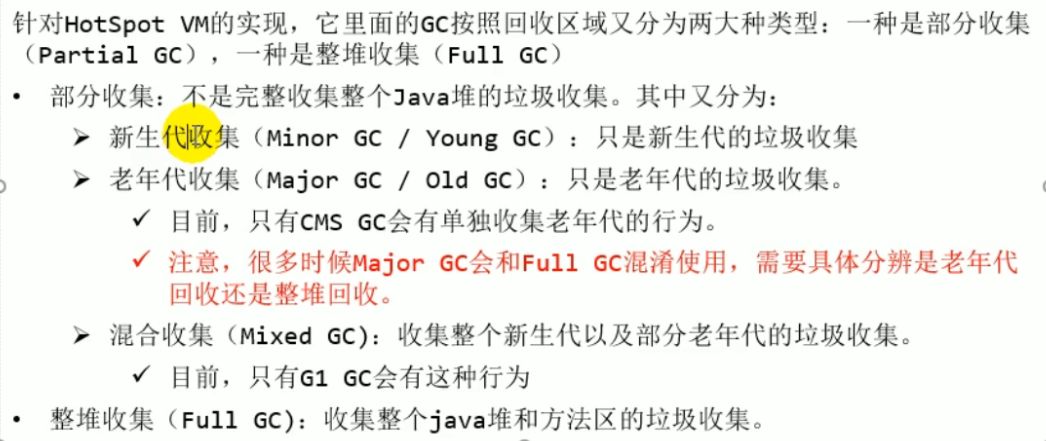 针对HotSpot VM的实现，它里面的GC按照回收区域又分为两大种类型：一种是部分收集
（Partial GC），一种是整堆收集（Full GC）
• 部分收集：不是完整收集整个Java堆的垃圾收集。其中又分为：
➢ 新生代收集（Minor GC / Young GC）：只是新生代的垃圾收集
➢ 老年代收集（Major GC / Old GC）：只是老年代的垃圾收集。
✓ 目前，只有CMS GC会有单独收集老年代的行为。
✓ 注意，很多时候Major GC会和Full GC混淆使用，需要具体分辨是老年代
回收还是整堆回收。
➢ 混合收集（Mixed GC）：收集整个新生代以及部分老年代的垃圾收集。
✓ 目前，只有G1 GC会有这种行为
• 整堆收集（Full GC）：收集整个java堆和方法区的垃圾收集。